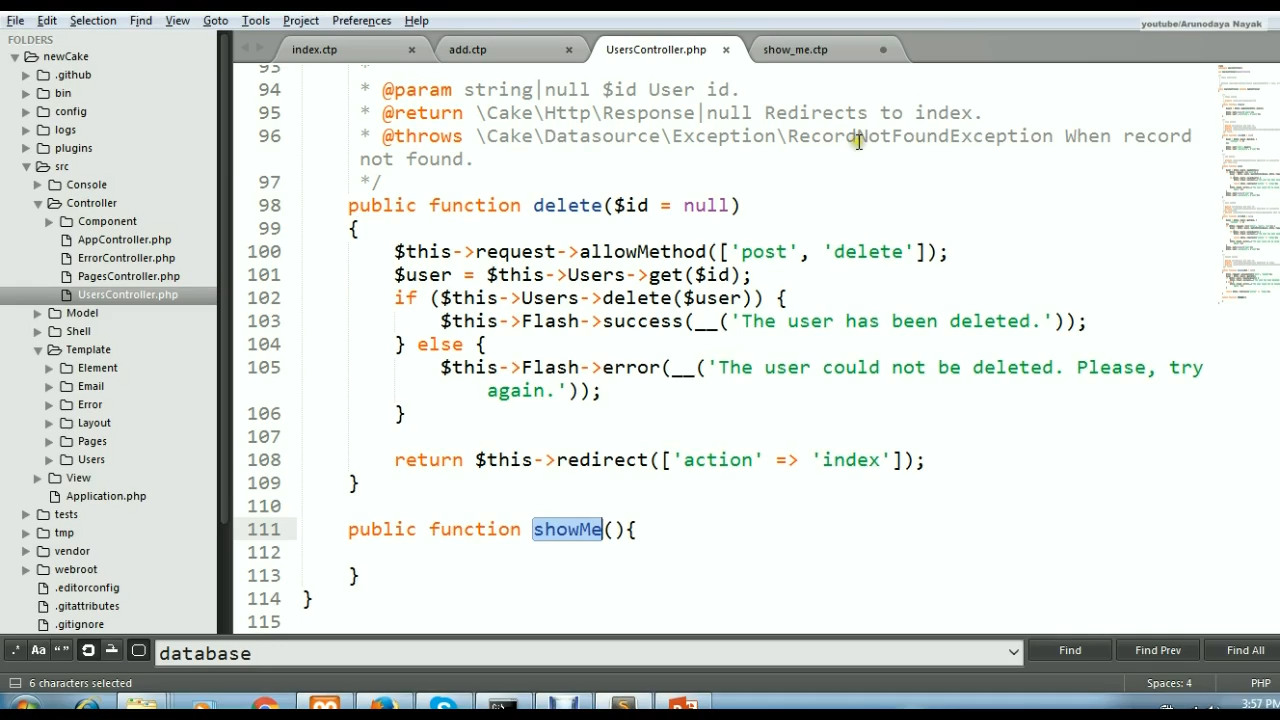 File Edit Selection Find View Goto Tools Project Preferences Help
youtube/Arunodaya Nayak
FOLDERS
newCake
.github
bin
config
logs
plugins
src
Console
Controller
Component
AppController.php
ErrorController.php
PagesController.php
UsersController.php
Model
Shell
Template
Element
Email
Error
Layout
Pages
Users
View
Application.php
tests
tmp
vendor
webroot
.editorconfig
.gitattributes
.gitignore
index.ctp × add.ctp × UsersController.php × show_me.ctp
93 *
94 * @param string|null $id User id.
95 * @return \Cake\Http\Response|null Redirects to index.
96 * @throws \Cake\Datasource\Exception\RecordNotFoundException When record
not found.
97 */
98 public function delete($id = null)
99 {
100 $this->request->allowMethod(['post', 'delete']);
101 $user = $this->Users->get($id);
102 if ($this->Users->delete($user)) {
103 $this->Flash->success(__('The user has been deleted.'));
104 } else {
105 $this->Flash->error(__('The user could not be deleted. Please, try
again.'));
106 }
107
108 return $this->redirect(['action' => 'index']);
109 }
110
111 public function showMe(){
112
113 }
114 }
115
.* Aa “ ” database Find Find Prev Find All
6 characters selected Spaces: 4 PHP
3:57 PM